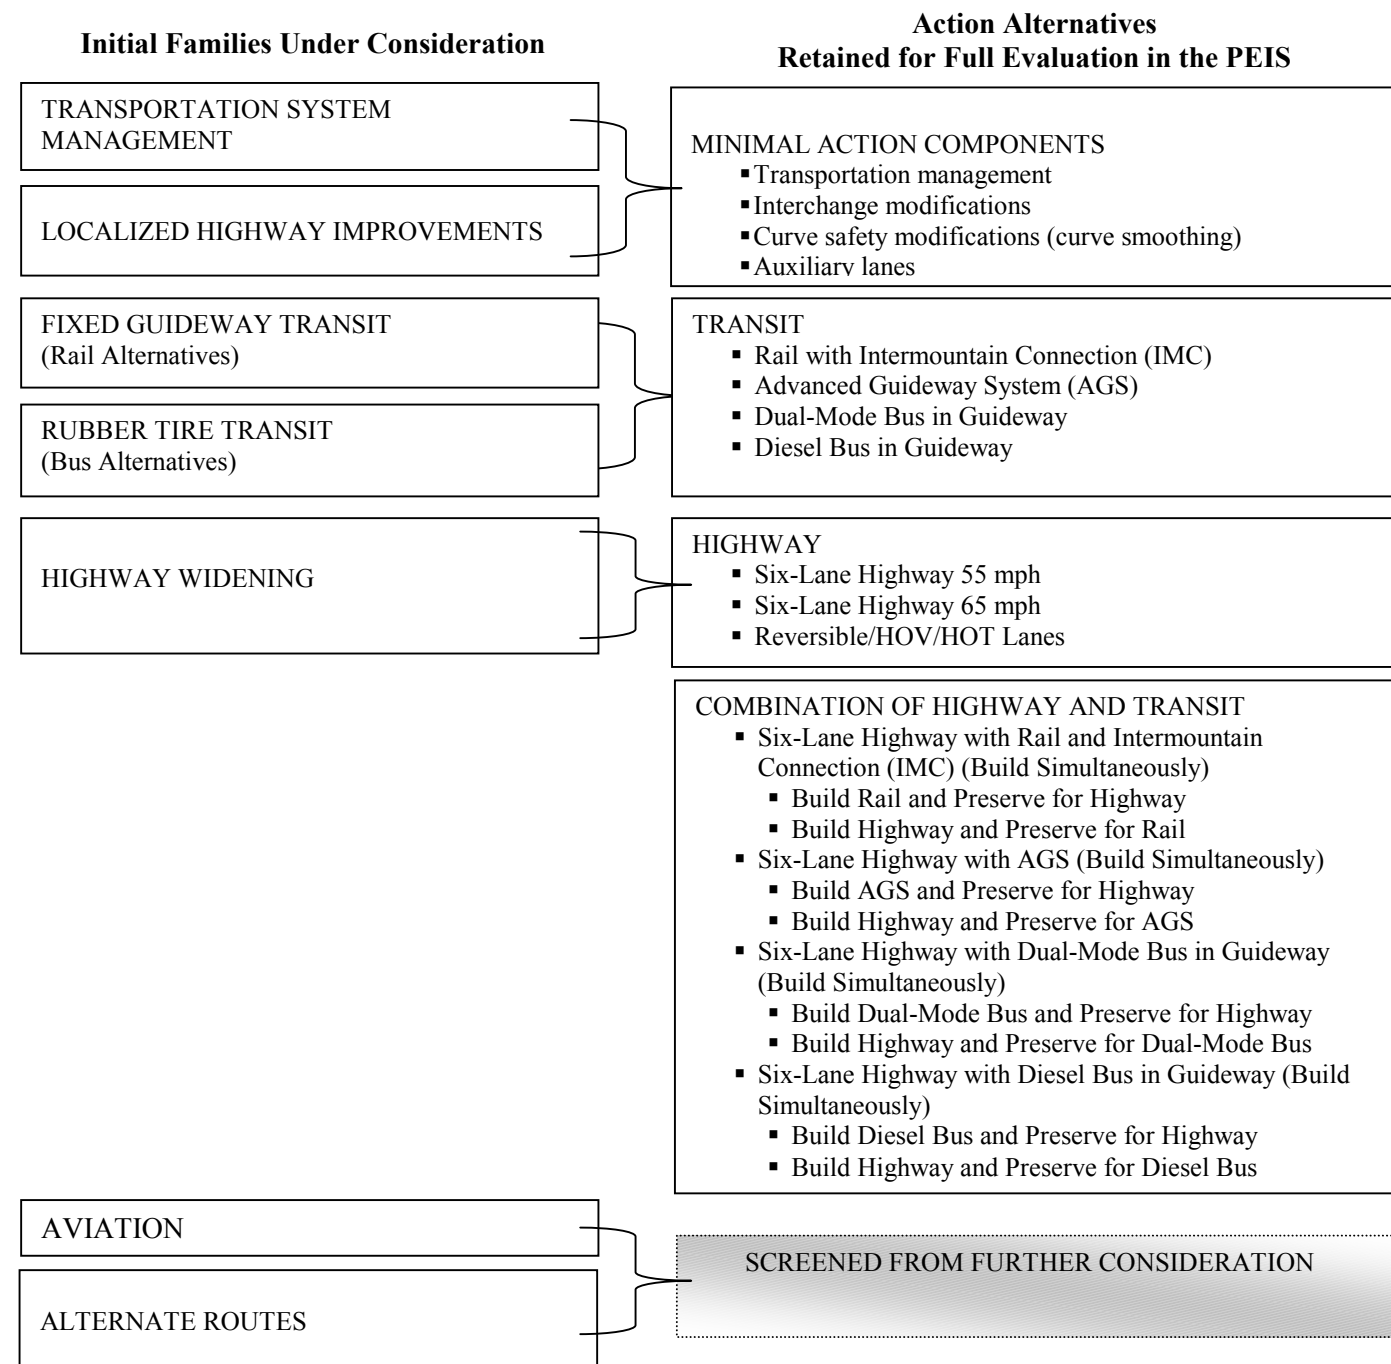 Initial Families Under Consideration
Action Alternatives
Retained for Full Evaluation in the PEIS
TRANSPORTATION SYSTEM
MANAGEMENT
LOCALIZED HIGHWAY IMPROVEMENTS
MINIMAL ACTION COMPONENTS
▪Transportation management
▪Interchange modifications
▪Curve safety modifications (curve smoothing)
▪Auxiliary lanes
FIXED GUIDEWAY TRANSIT
(Rail Alternatives)
RUBBER TIRE TRANSIT
(Bus Alternatives)
TRANSIT
▪ Rail with Intermountain Connection (IMC)
▪ Advanced Guideway System (AGS)
▪ Dual-Mode Bus in Guideway
▪ Diesel Bus in Guideway
HIGHWAY WIDENING
HIGHWAY
▪ Six-Lane Highway 55 mph
▪ Six-Lane Highway 65 mph
▪ Reversible/HOV/HOT Lanes
COMBINATION OF HIGHWAY AND TRANSIT
▪ Six-Lane Highway with Rail and Intermountain
Connection (IMC) (Build Simultaneously)
▪ Build Rail and Preserve for Highway
▪ Build Highway and Preserve for Rail
▪ Six-Lane Highway with AGS (Build Simultaneously)
▪ Build AGS and Preserve for Highway
▪ Build Highway and Preserve for AGS
▪ Six-Lane Highway with Dual-Mode Bus in Guideway
(Build Simultaneously)
▪ Build Dual-Mode Bus and Preserve for Highway
▪ Build Highway and Preserve for Dual-Mode Bus
▪ Six-Lane Highway with Diesel Bus in Guideway (Build
Simultaneously)
▪ Build Diesel Bus and Preserve for Highway
▪ Build Highway and Preserve for Diesel Bus
AVIATION
ALTERNATE ROUTES
SCREENED FROM FURTHER CONSIDERATION